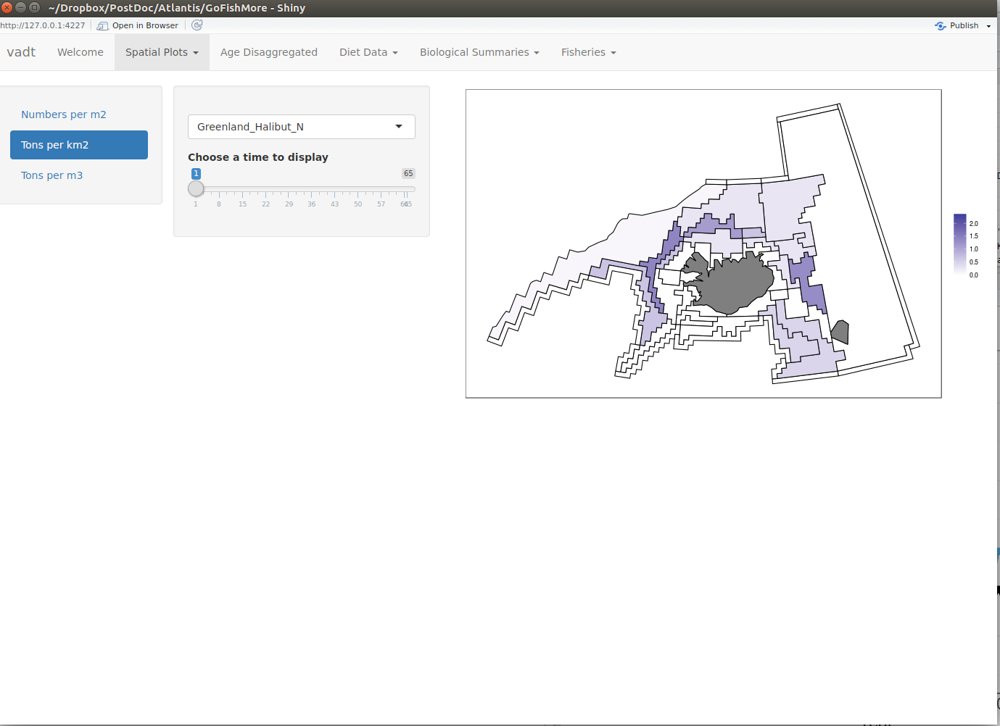 ~/Dropbox/PostDoc/Atlantis/GoFishMore - Shiny
http://127.0.0.1:4227 Open in Browser Publish
vadt Welcome Spatial Plots Age Disaggregated Diet Data Biological Summaries Fisheries
Numbers per m2
Tons per km2
Tons per m3
Greenland_Halibut_N
Choose a time to display
1 65
1 8 15 22 29 36 43 50 57 65
2.0
1.5
1.0
0.5
0.0